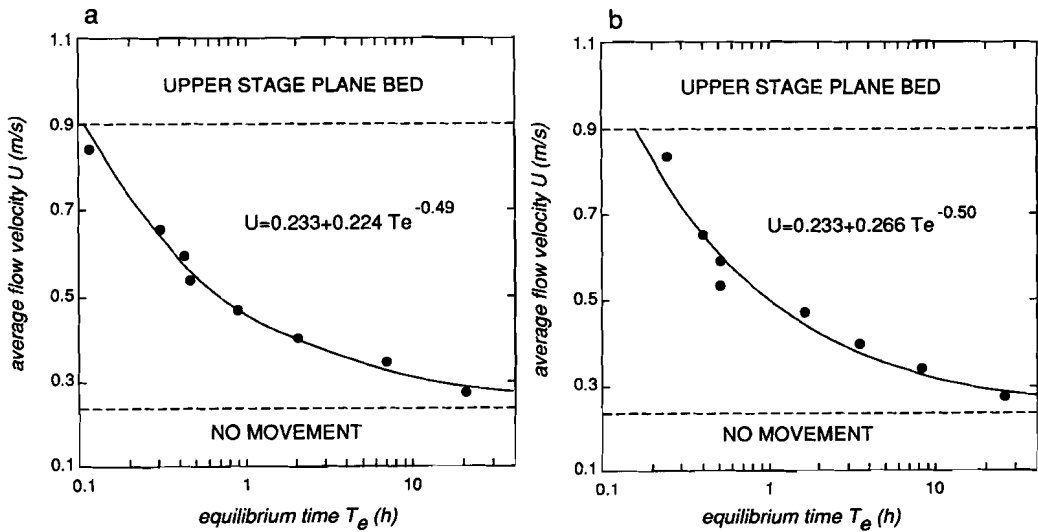 a
average flow velocity U (m/s)
1.1
0.9
0.7
0.5
0.3
0.1
UPPER STAGE PLANE BED
U=0.233+0.224 Te^-0.49
NO MOVEMENT
0.1 1 10
equilibrium time T_e (h)
b
average flow velocity U (m/s)
1.1
0.9
0.7
0.5
0.3
0.1
UPPER STAGE PLANE BED
U=0.233+0.266 Te^-0.50
NO MOVEMENT
0.1 1 10
equilibrium time T_e (h)